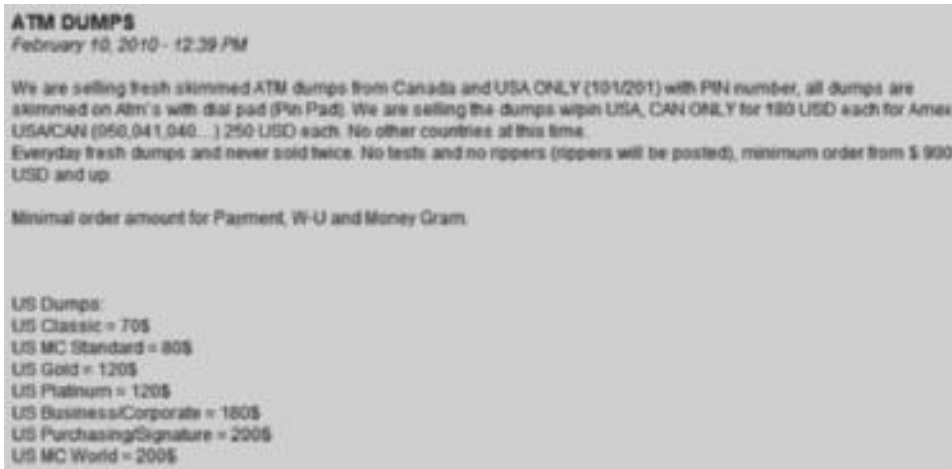 ATM DUMPS
February 10, 2010 - 12:39 PM
We are selling fresh skimmed ATM dumps from Canada and USA ONLY (101/201) with PIN number, all dumps are
skimmed on Atm's with dial pad (Pin Pad). We are selling the dumps w/pin USA, CAN ONLY for 180 USD each for Amex
USA/CAN (050,041,040...) 250 USD each. No other countries at this time.
Everyday fresh dumps and never sold twice. No tests and no rippers (rippers will be posted), minimum order from $ 900
USD and up.
Minimal order amount for Payment, W-U and Money Gram.
US Dumps:
US Classic = 70$
US MC Standard = 80$
US Gold = 120$
US Platinum = 120$
US Business/Corporate = 180$
US Purchasing/Signature = 200$
US MC World = 200$